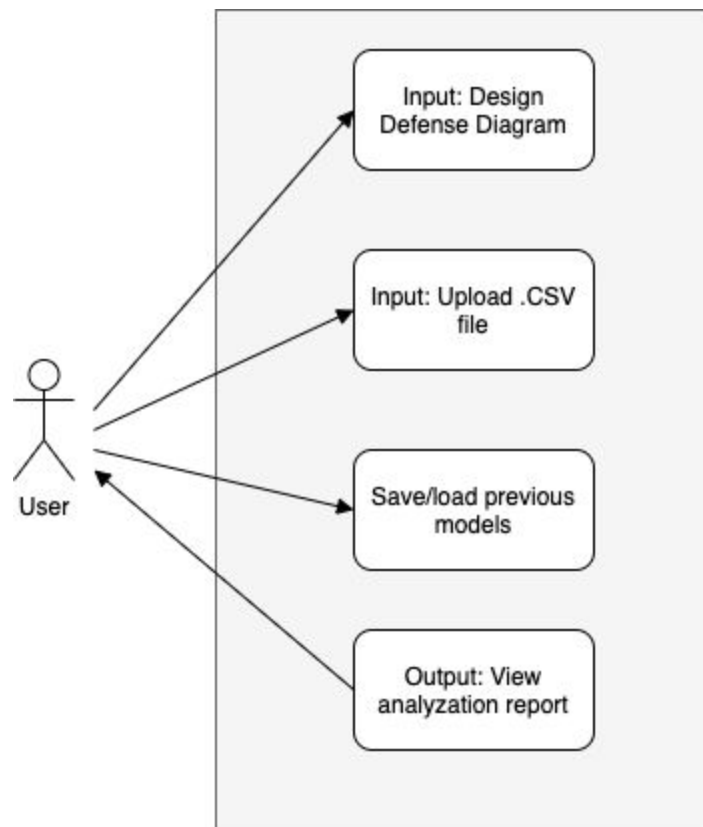 Input: Design
Defense Diagram
Input: Upload .CSV
file
User
Save/load previous
models
Output: View
analyzation report